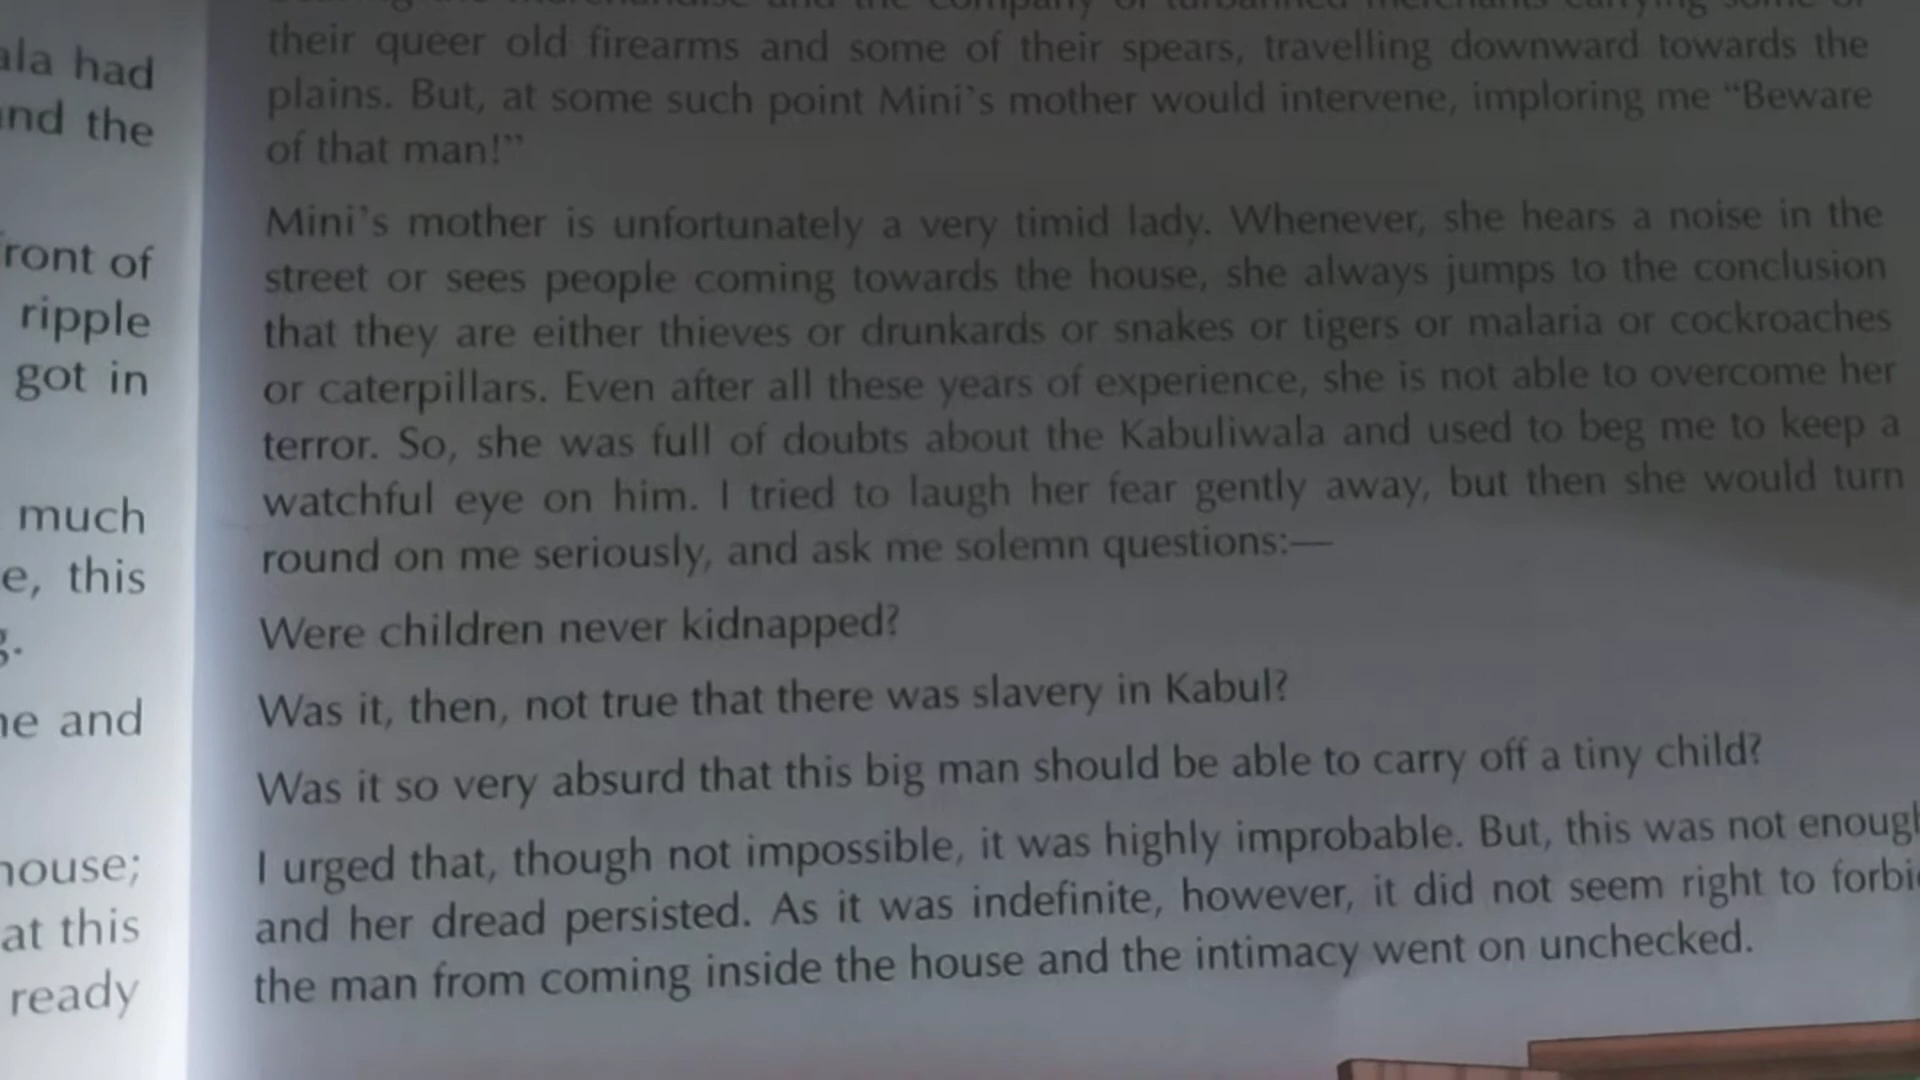 ala had
and the
front of
ripple
got in
much
e, this
g.
ne and
house;
at this
ready
their queer old firearms and some of their spears, travelling downward towards the
plains. But, at some such point Mini's mother would intervene, imploring me “Beware
of that man!”
Mini's mother is unfortunately a very timid lady. Whenever, she hears a noise in the
street or sees people coming towards the house, she always jumps to the conclusion
that they are either thieves or drunkards or snakes or tigers or malaria or cockroaches
or caterpillars. Even after all these years of experience, she is not able to overcome her
terror. So, she was full of doubts about the Kabuliwala and used to beg me to keep a
watchful eye on him. I tried to laugh her fear gently away, but then she would turn
round on me seriously, and ask me solemn questions:—
Were children never kidnapped?
Was it, then, not true that there was slavery in Kabul?
Was it so very absurd that this big man should be able to carry off a tiny child?
I urged that, though not impossible, it was highly improbable. But, this was not enough
and her dread persisted. As it was indefinite, however, it did not seem right to forbi
the man from coming inside the house and the intimacy went on unchecked.